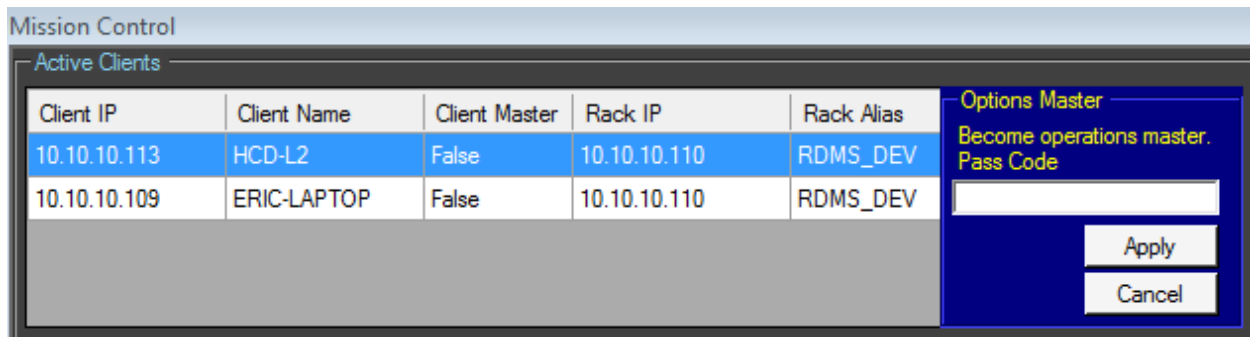 Mission Control
Active Clients
Client IP Client Name Client Master Rack IP Rack Alias
10.10.10.113 HCD-L2 False 10.10.10.110 RDMS_DEV
10.10.10.109 ERIC-LAPTOP False 10.10.10.110 RDMS_DEV
Options Master
Become operations master.
Pass Code
Apply
Cancel